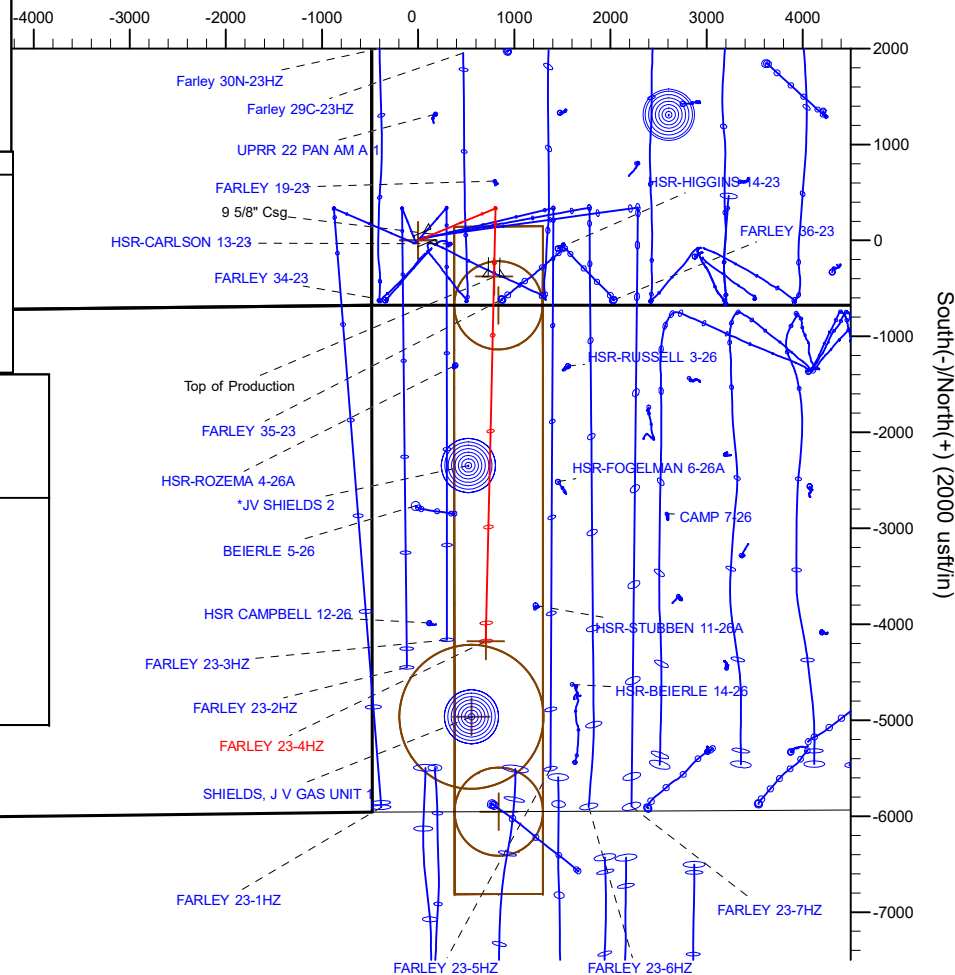 -4000 -3000 -2000 -1000 0 1000 2000 3000 4000
2000
1000
0
-1000
-2000
-3000
-4000
-5000
-6000
-7000
South(-)/North(+) (2000 usft/in)
Farley 30N-23HZ
Farley 29C-23HZ
UPRR 22 PAN AM A 1
FARLEY 19-23
HSR-HIGGINS 14-23
9 5/8" Csg
HSR-CARLSON 13-23
FARLEY 36-23
FARLEY 34-23
HSR-RUSSELL 3-26
Top of Production
FARLEY 35-23
HSR-ROZEMA 4-26A
HSR-FOGELMAN 6-26A
*JV SHIELDS 2
CAMP 7-26
BEIERLE 5-26
HSR CAMPBELL 12-26
HSR-STUBBEN 11-26A
FARLEY 23-3HZ
HSR-BEIERLE 14-26
FARLEY 23-2HZ
FARLEY 23-4HZ
SHIELDS, J V GAS UNIT 1
FARLEY 23-1HZ
FARLEY 23-7HZ
FARLEY 23-5HZ
FARLEY 23-6HZ